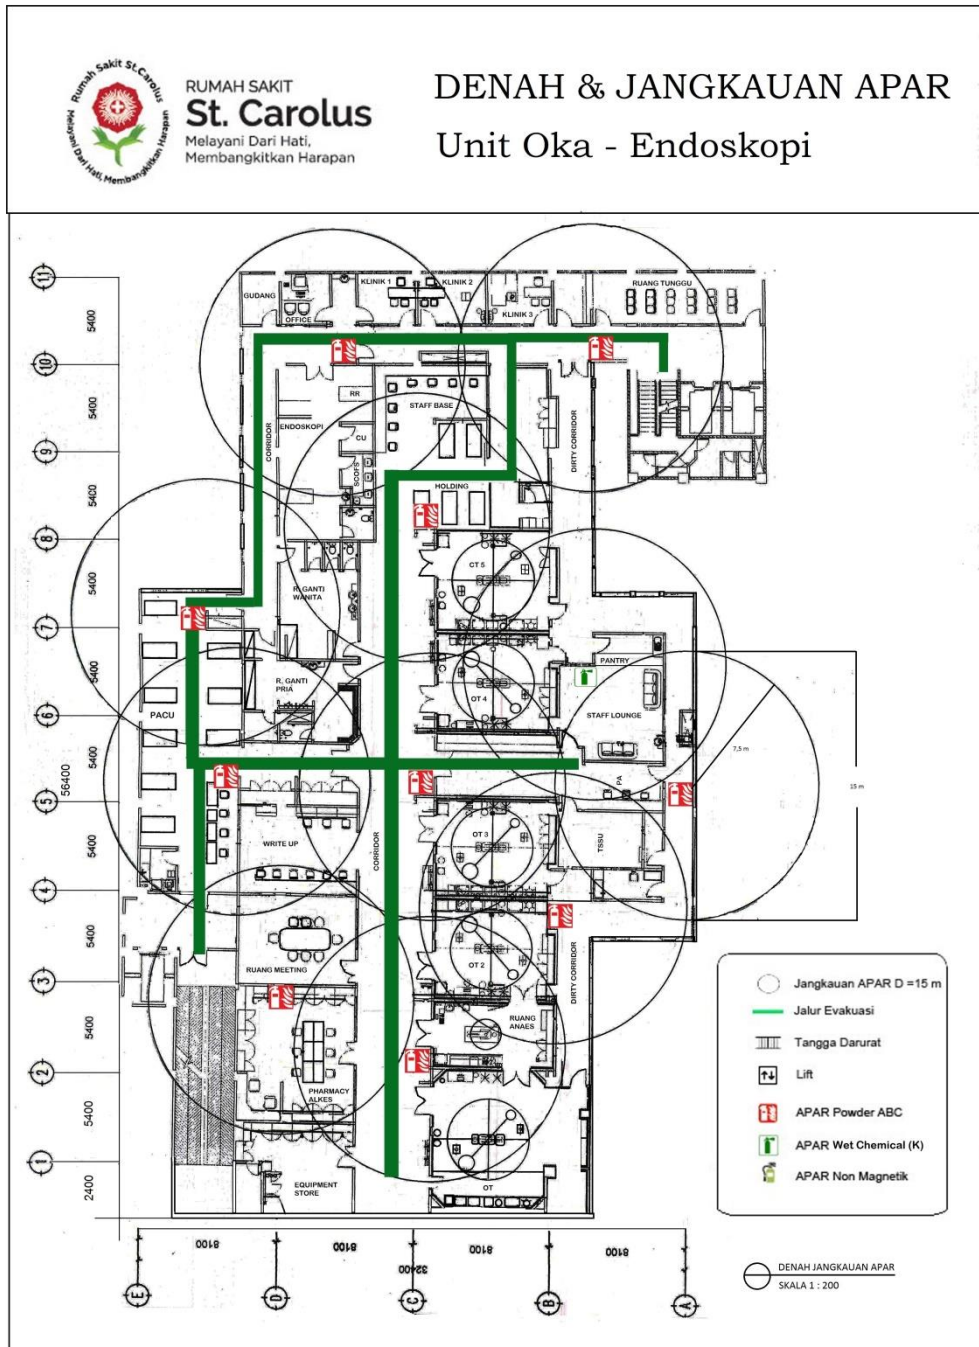 Rumah Sakit St.Carolus
Melayani Dari Hati, Membangkitkan Harapan
RUMAH SAKIT
St. Carolus
Melayani Dari Hati,
Membangkitkan Harapan
DENAH & JANGKAUAN APAR
Unit Oka - Endoskopi
11
10
9
8
7
6
5
4
3
2
1
5400
5400
5400
5400
5400
5400
5400
5400
5400
5400
2400
56400
GUDANG
OFFICE
KLINIK 1
KLINIK 2
KLINIK 3
RUANG TUNGGU
RR
STAFF BASE
ENDOSKOPI
CORRIDOR
CU
SCOFS
DIRTY CORRIDOR
HOLDING
CT 5
R. GANTI
WANITA
PANTRY
R, GANTI
PRIA
OT 4
STAFF LOUNGE
PACU
7,5 m
15 m
PA
WRITE UP
CORRIDOR
OT 3
TSSU
RUANG MEETING
OT 2
DIRTY CORRIDOR
RUANG
ANAES
PHARMACY
ALKES
EQUIPMENT
STORE
OT
8100
8100
8100
8100
32400
E
D
C
B
A
Jangkauan APAR D =15 m
Jalur Evakuasi
Tangga Darurat
Lift
APAR Powder ABC
APAR Wet Chemical (K)
APAR Non Magnetik
DENAH JANGKAUAN APAR
SKALA 1 : 200